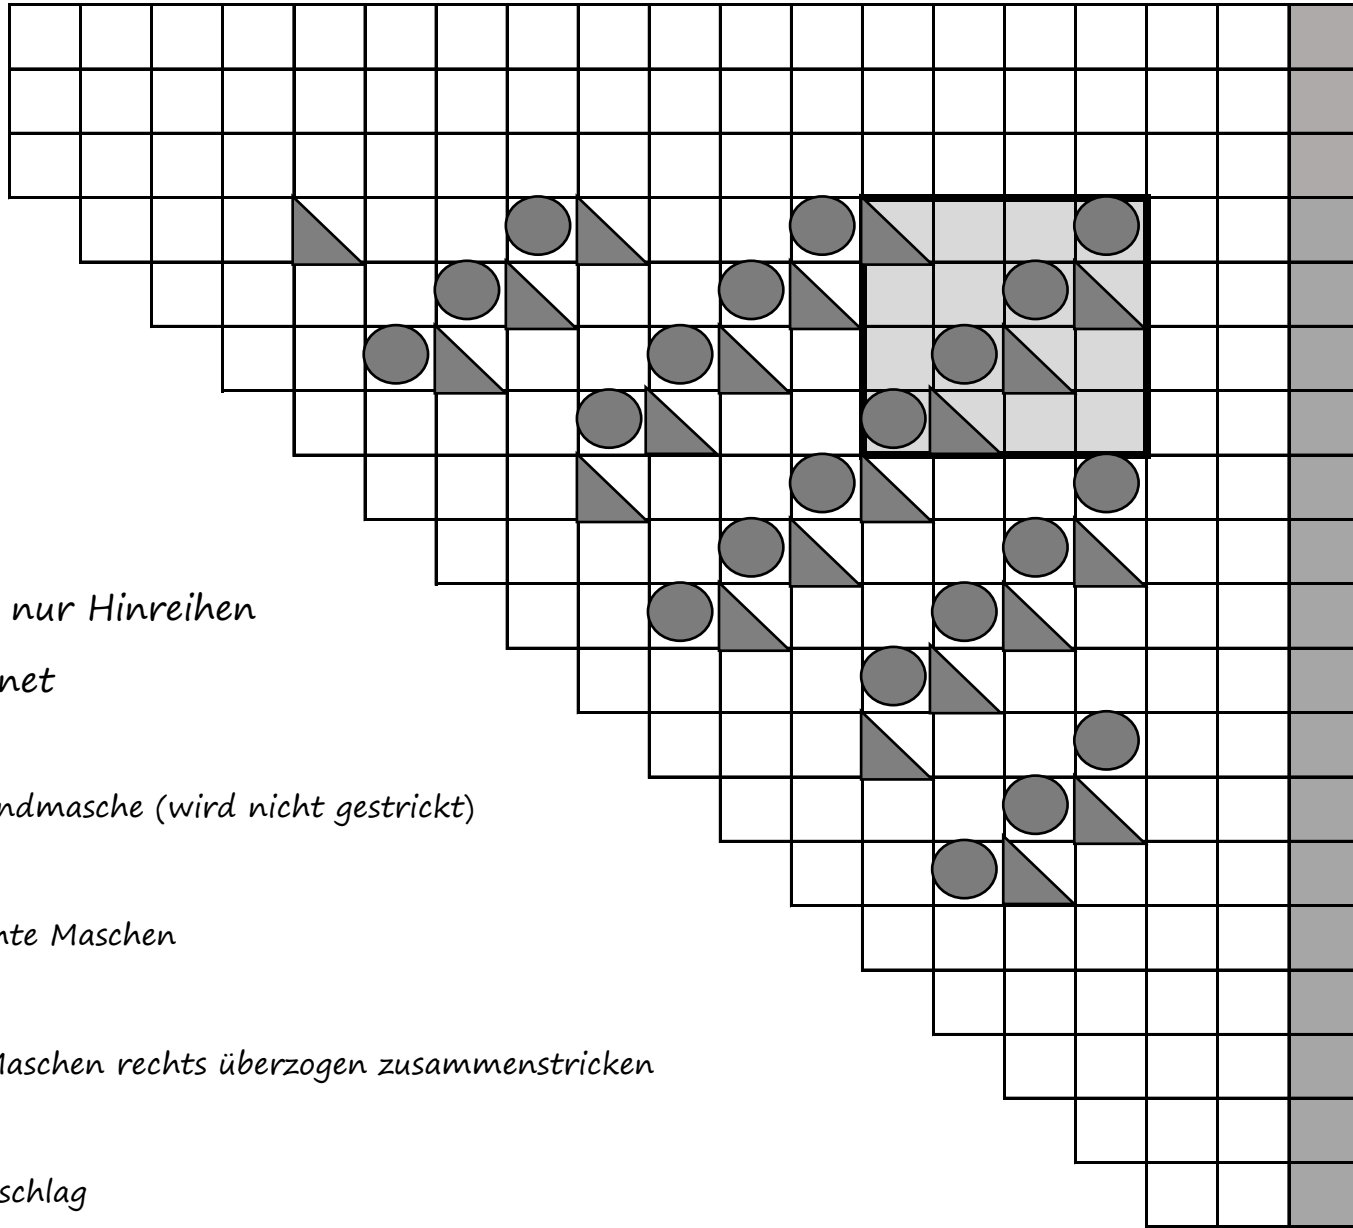 nur Hinreihen
net
ndmasche (wird nicht gestrickt)
nte Maschen
Maschen rechts überzogen zusammenstricken
schlag